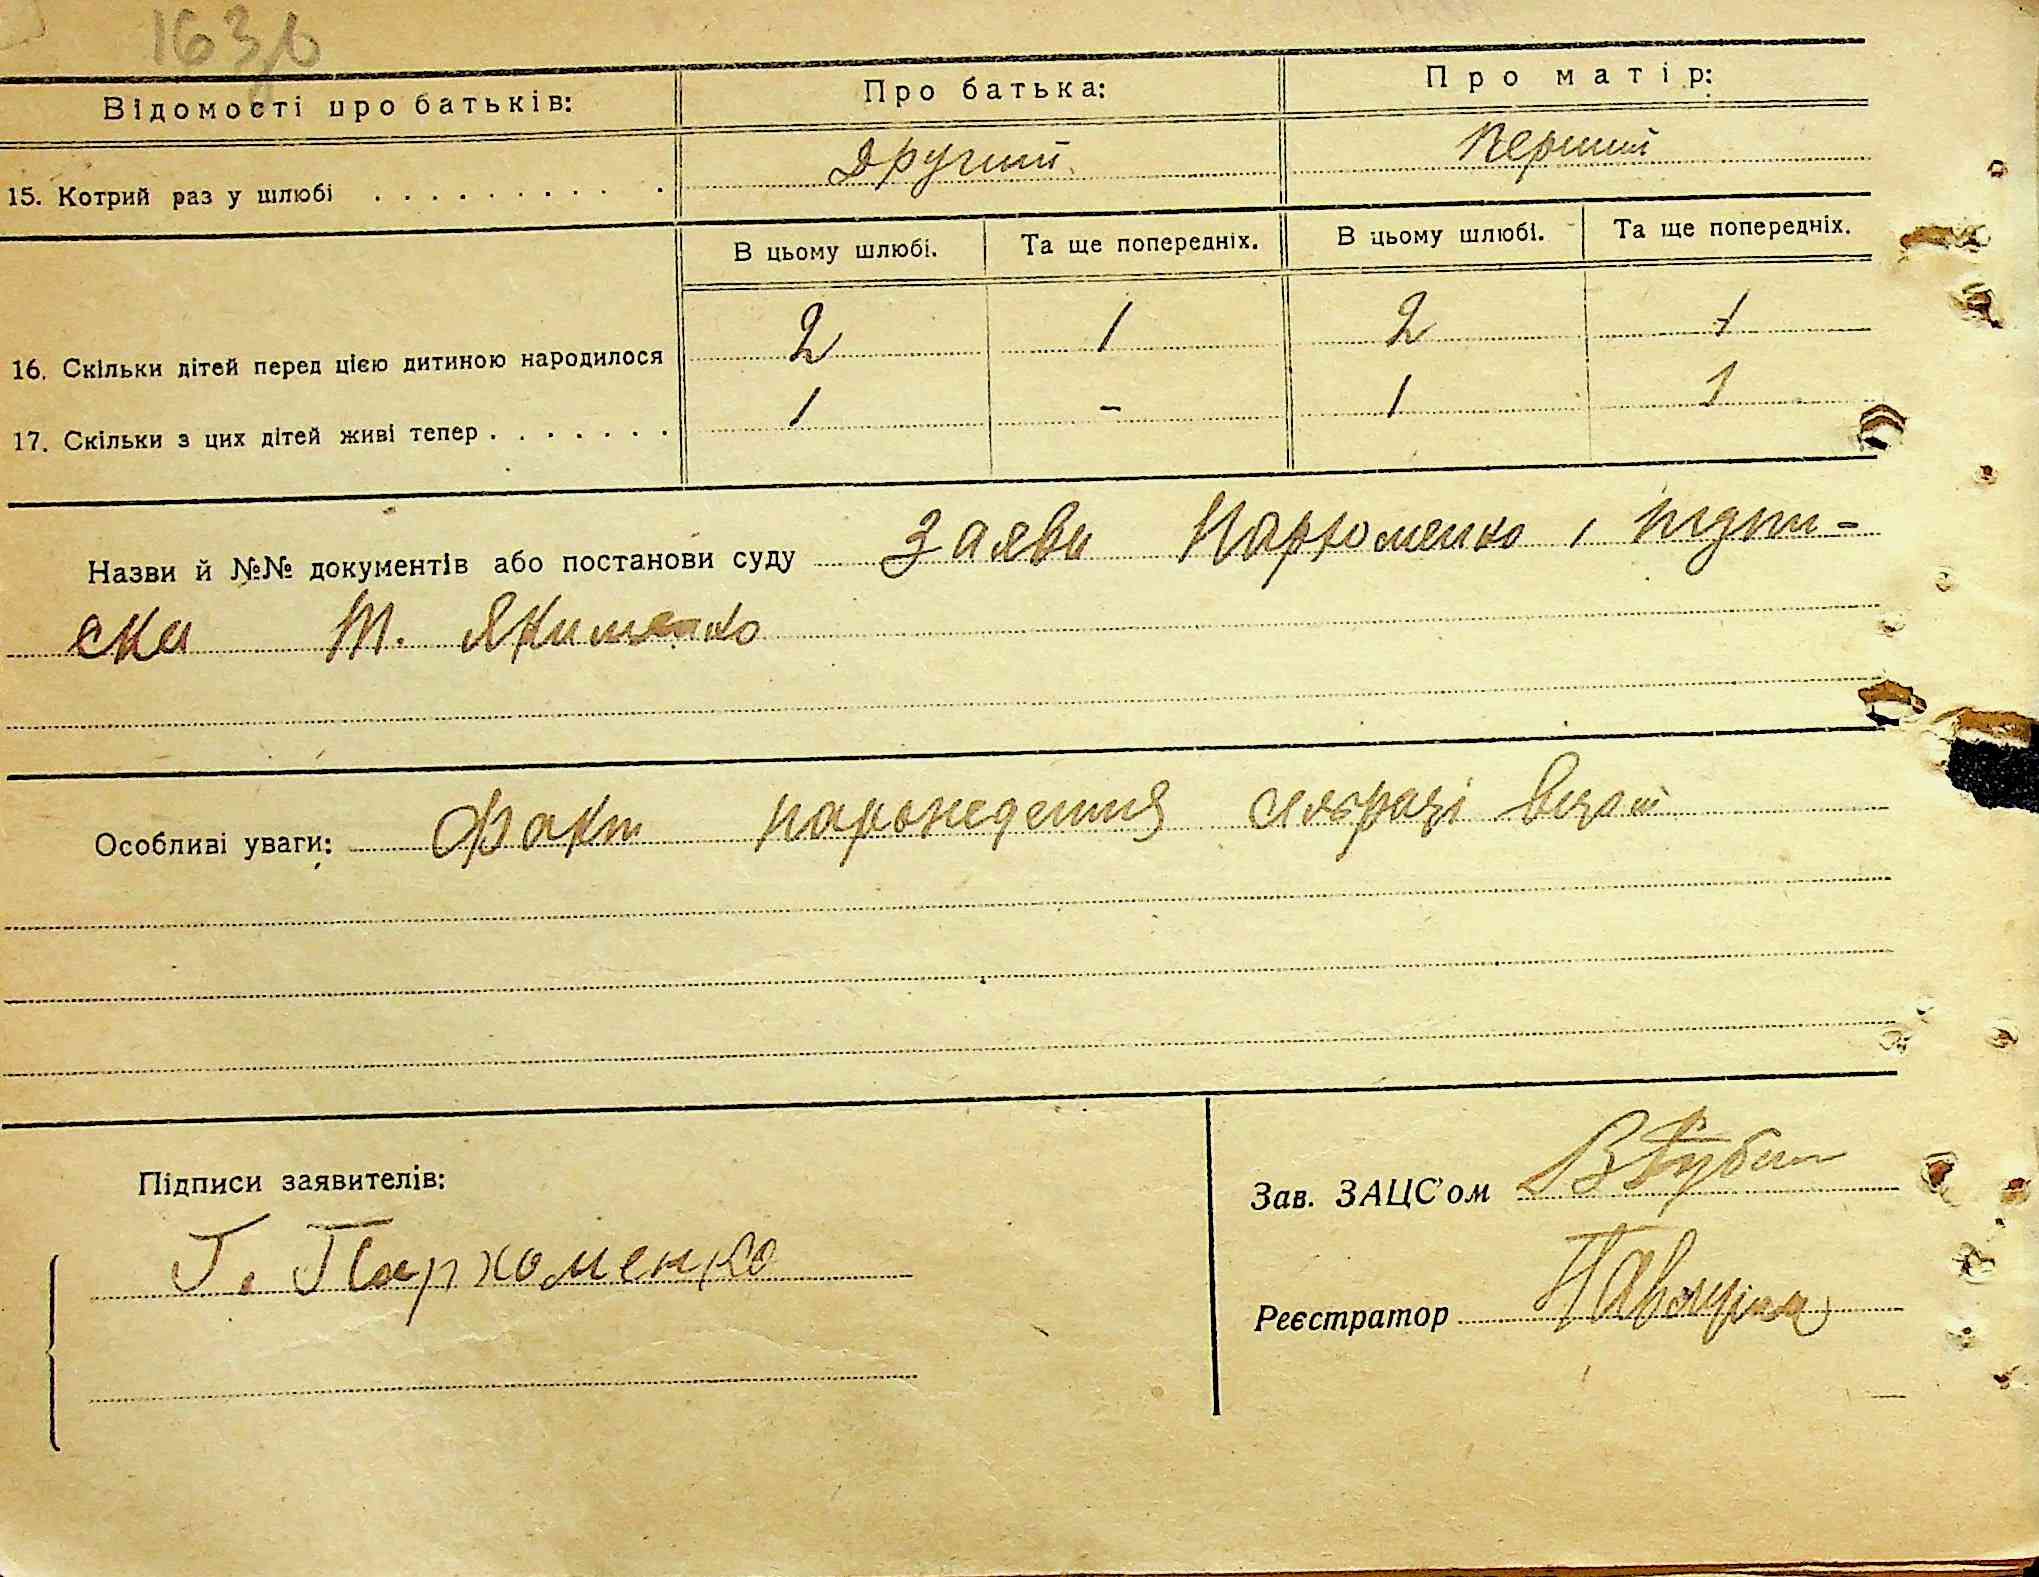 163
Відомості про батьків: Про батька: Про матір:
15. Котрий раз у шлюбі . . . . . . . . . . Другий Перший
В цьому шлюбі. Та ще попередніх. В цьому шлюбі. Та ще попередніх.
16. Скільки дітей перед цією дитиною народилося 2 1 2 1
17. Скільки з цих дітей живі тепер . . . . . . . 1 - 1 1
Назви й №№ документів або постанови суду Заяви Пархоменко і підпи-
ски Т. Якименко
Особливі уваги: Факт народження
Підписи заявителів:
Г. Пархоменко
Зав. ЗАЦС'ом
Реєстратор